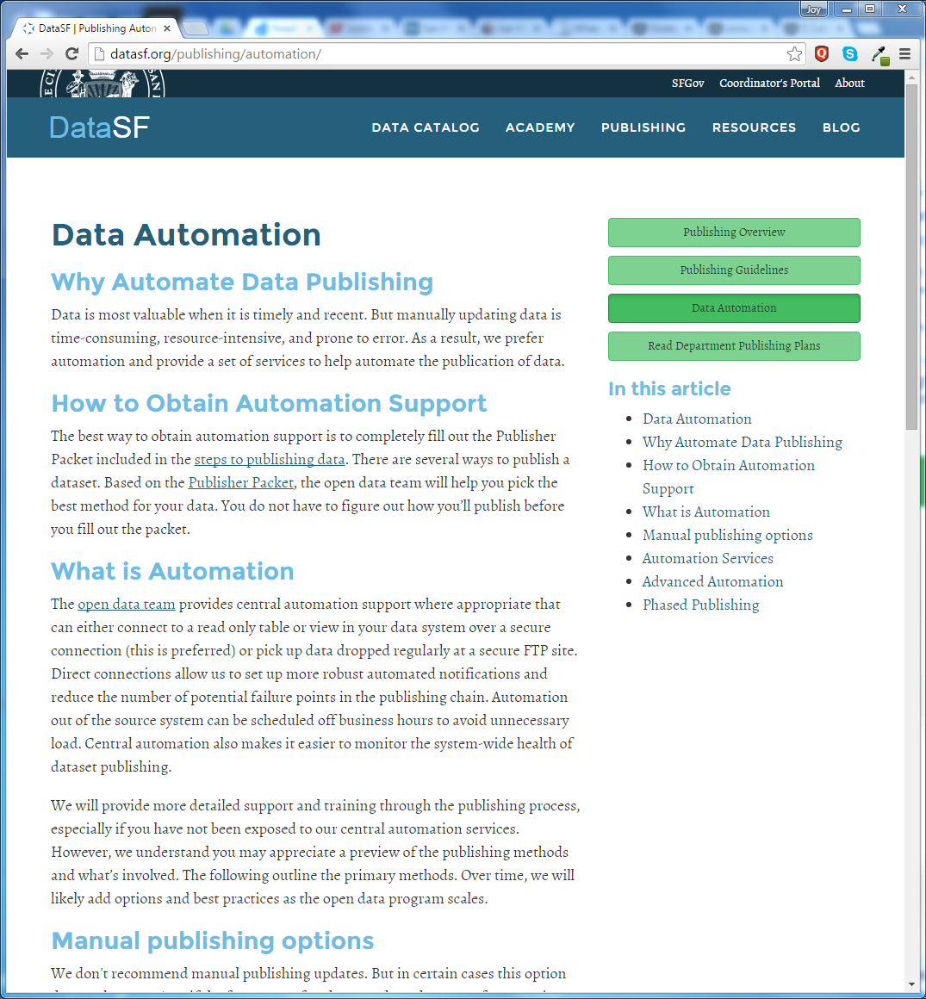 Joy
DataSF | Publishing Auton
datasf.org/publishing/automation/
SFGov Coordinator's Portal About
DataSF
DATA CATALOG ACADEMY PUBLISHING RESOURCES BLOG
Data Automation
Why Automate Data Publishing
Data is most valuable when it is timely and recent. But manually updating data is
time-consuming, resource-intensive, and prone to error. As a result, we prefer
automation and provide a set of services to help automate the publication of data.
How to Obtain Automation Support
The best way to obtain automation support is to completely fill out the Publisher
Packet included in the steps to publishing data. There are several ways to publish a
dataset. Based on the Publisher Packet, the open data team will help you pick the
best method for your data. You do not have to figure out how you'll publish before
you fill out the packet.
What is Automation
The open data team provides central automation support where appropriate that
can either connect to a read only table or view in your data system over a secure
connection (this is preferred) or pick up data dropped regularly at a secure FTP site.
Direct connections allow us to set up more robust automated notifications and
reduce the number of potential failure points in the publishing chain. Automation
out of the source system can be scheduled off business hours to avoid unnecessary
load. Central automation also makes it easier to monitor the system-wide health of
dataset publishing.
We will provide more detailed support and training through the publishing process,
especially if you have not been exposed to our central automation services.
However, we understand you may appreciate a preview of the publishing methods
and what's involved. The following outline the primary methods. Over time, we will
likely add options and best practices as the open data program scales.
Manual publishing options
We don't recommend manual publishing updates. But in certain cases this option
Publishing Overview
Publishing Guidelines
Data Automation
Read Department Publishing Plans
In this article
Data Automation
Why Automate Data Publishing
How to Obtain Automation
Support
What is Automation
Manual publishing options
Automation Services
Advanced Automation
Phased Publishing